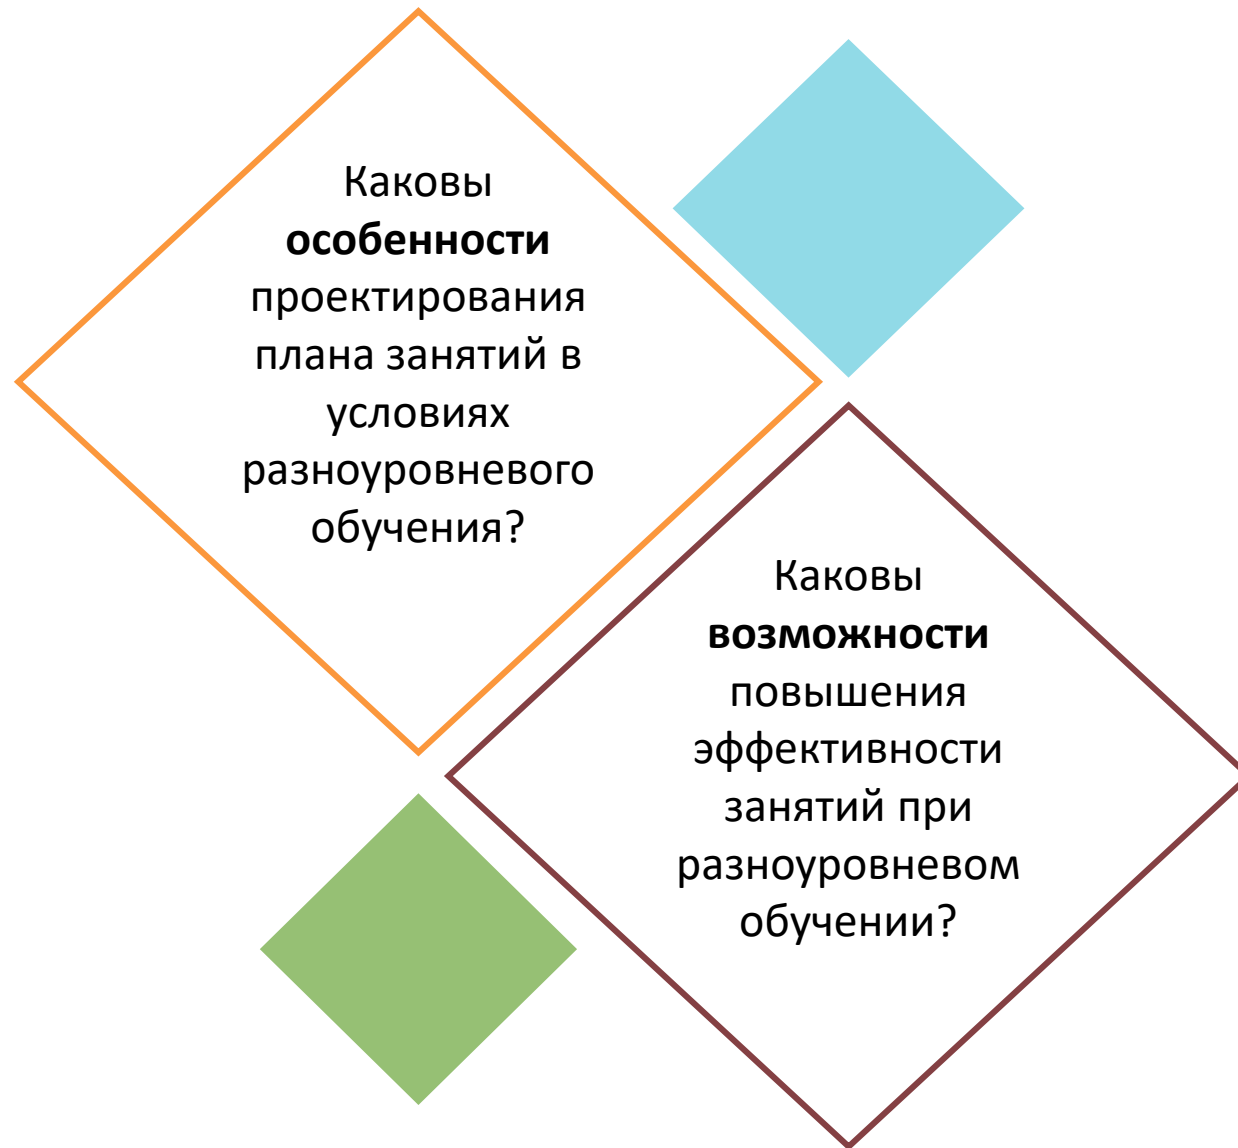 Каковы
особенности
проектирования
плана занятий в
условиях
разноуровневого
обучения?
Каковы
возможности
повышения
эффективности
занятий при
разноуровневом
обучении?